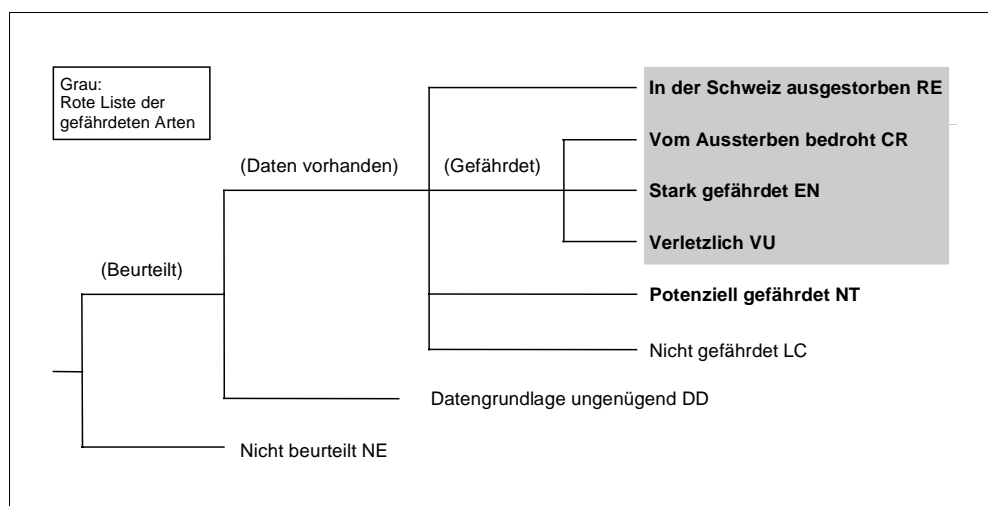 Grau:
Rote Liste der
gefährdeten Arten
In der Schweiz ausgestorben RE
Vom Aussterben bedroht CR
(Daten vorhanden)
(Gefährdet)
Stark gefährdet EN
Verletzlich VU
(Beurteilt)
Potenziell gefährdet NT
Nicht gefährdet LC
Datengrundlage ungenügend DD
Nicht beurteilt NE